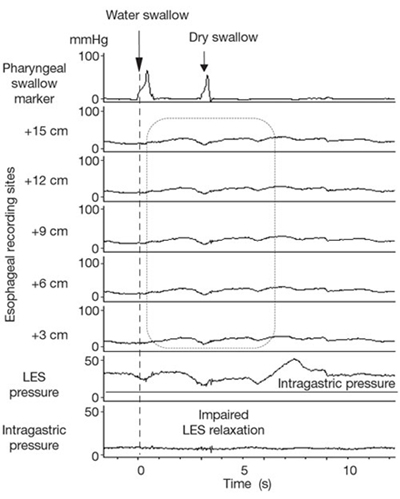 Water swallow
Dry swallow
mmHg
100
Pharyngeal
swallow
marker
0
100
+15 cm
0
100
+12 cm
0
Esophageal recording sites
100
+9 cm
0
100
+6 cm
0
100
+3 cm
0
50
LES
pressure
Intragastric pressure
0
50
Impaired
LES relaxation
Intragastric
pressure
0
0
5
10
Time (s)